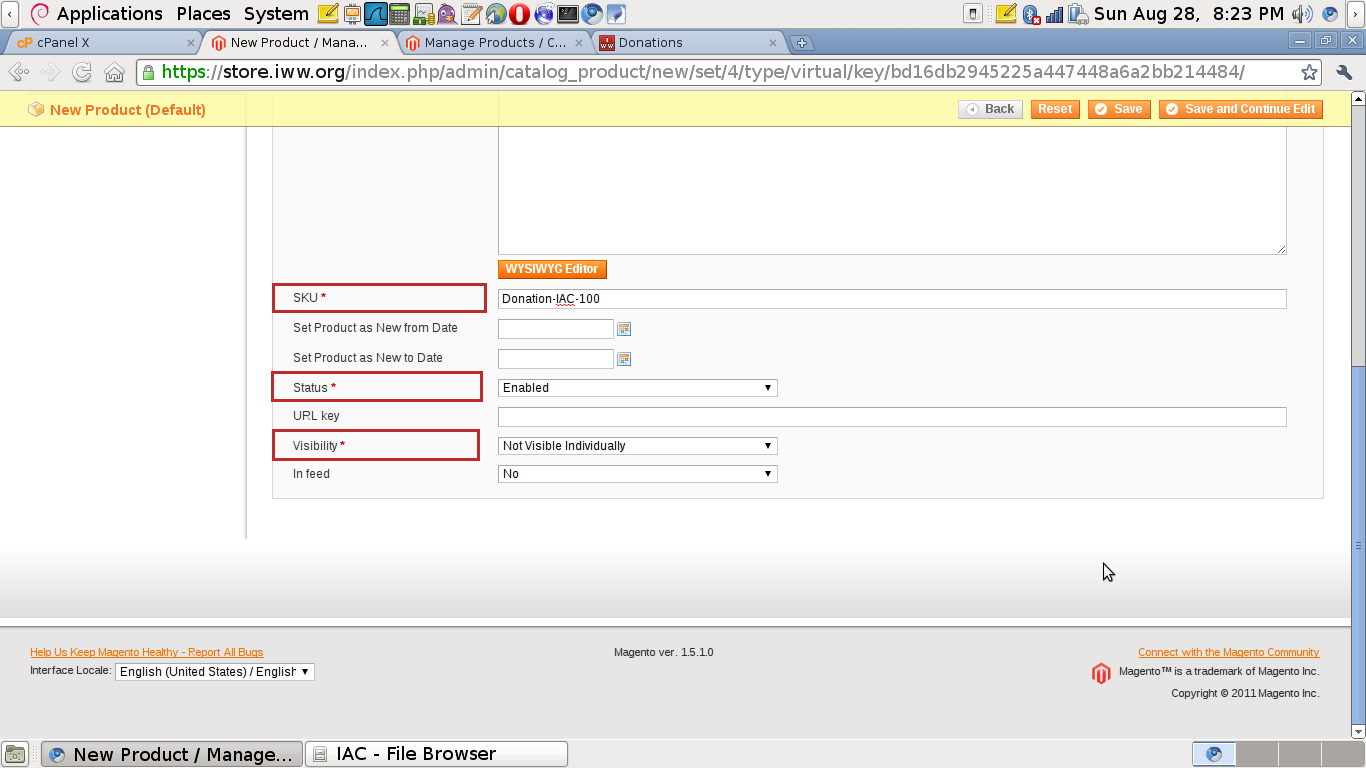 Applications Places System Sun Aug 28, 8:23 PM
cP cPanel X New Product / Mana... Manage Products / C... Donations
https://store.iww.org/index.php/admin/catalog_product/new/set/4/type/virtual/key/bd16db2945225a447448a6a2bb214484/
New Product (Default) Back Reset Save Save and Continue Edit
WYSIWYG Editor
SKU * Donation-IAC-100
Set Product as New from Date
Set Product as New to Date
Status * Enabled
URL key
Visibility * Not Visible Individually
In feed No
Help Us Keep Magento Healthy - Report All Bugs Magento ver. 1.5.1.0 Connect with the Magento Community
Interface Locale: English (United States) / English Magento™ is a trademark of Magento Inc.
Copyright © 2011 Magento Inc.
New Product / Manage... IAC - File Browser